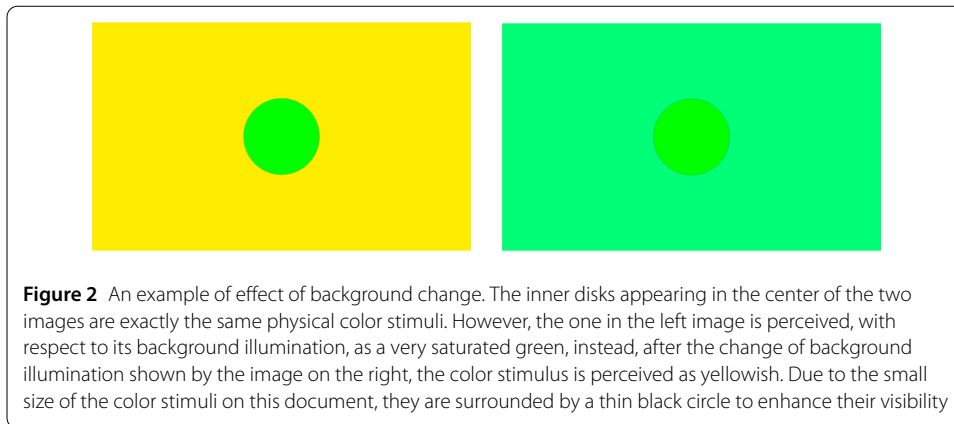 Figure 2 An example of effect of background change. The inner disks appearing in the center of the two
images are exactly the same physical color stimuli. However, the one in the left image is perceived, with
respect to its background illumination, as a very saturated green, instead, after the change of background
illumination shown by the image on the right, the color stimulus is perceived as yellowish. Due to the small
size of the color stimuli on this document, they are surrounded by a thin black circle to enhance their visibility